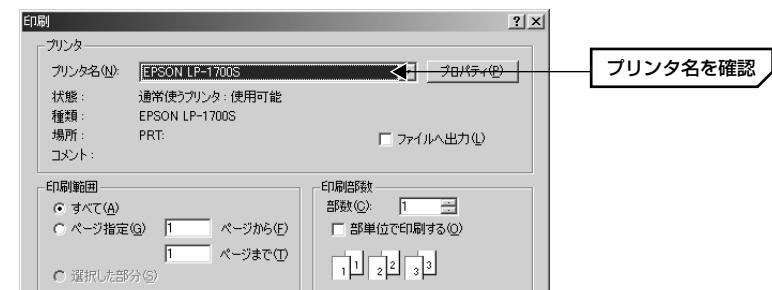 印刷
プリンタ
プリンタ名(N): EPSON LP-1700S プロパティ(P)
プリンタ名を確認
状態： 通常使うプリンタ：使用可能
種類： EPSON LP-1700S
場所： PRT:
ファイルへ出力(L)
コメント：
印刷範囲
すべて(A)
ページ指定(G) 1 ページから(F)
1 ページまで(T)
選択した部分(S)
印刷部数
部数(C): 1
部単位で印刷する(O)
1 1 2 2 3 3